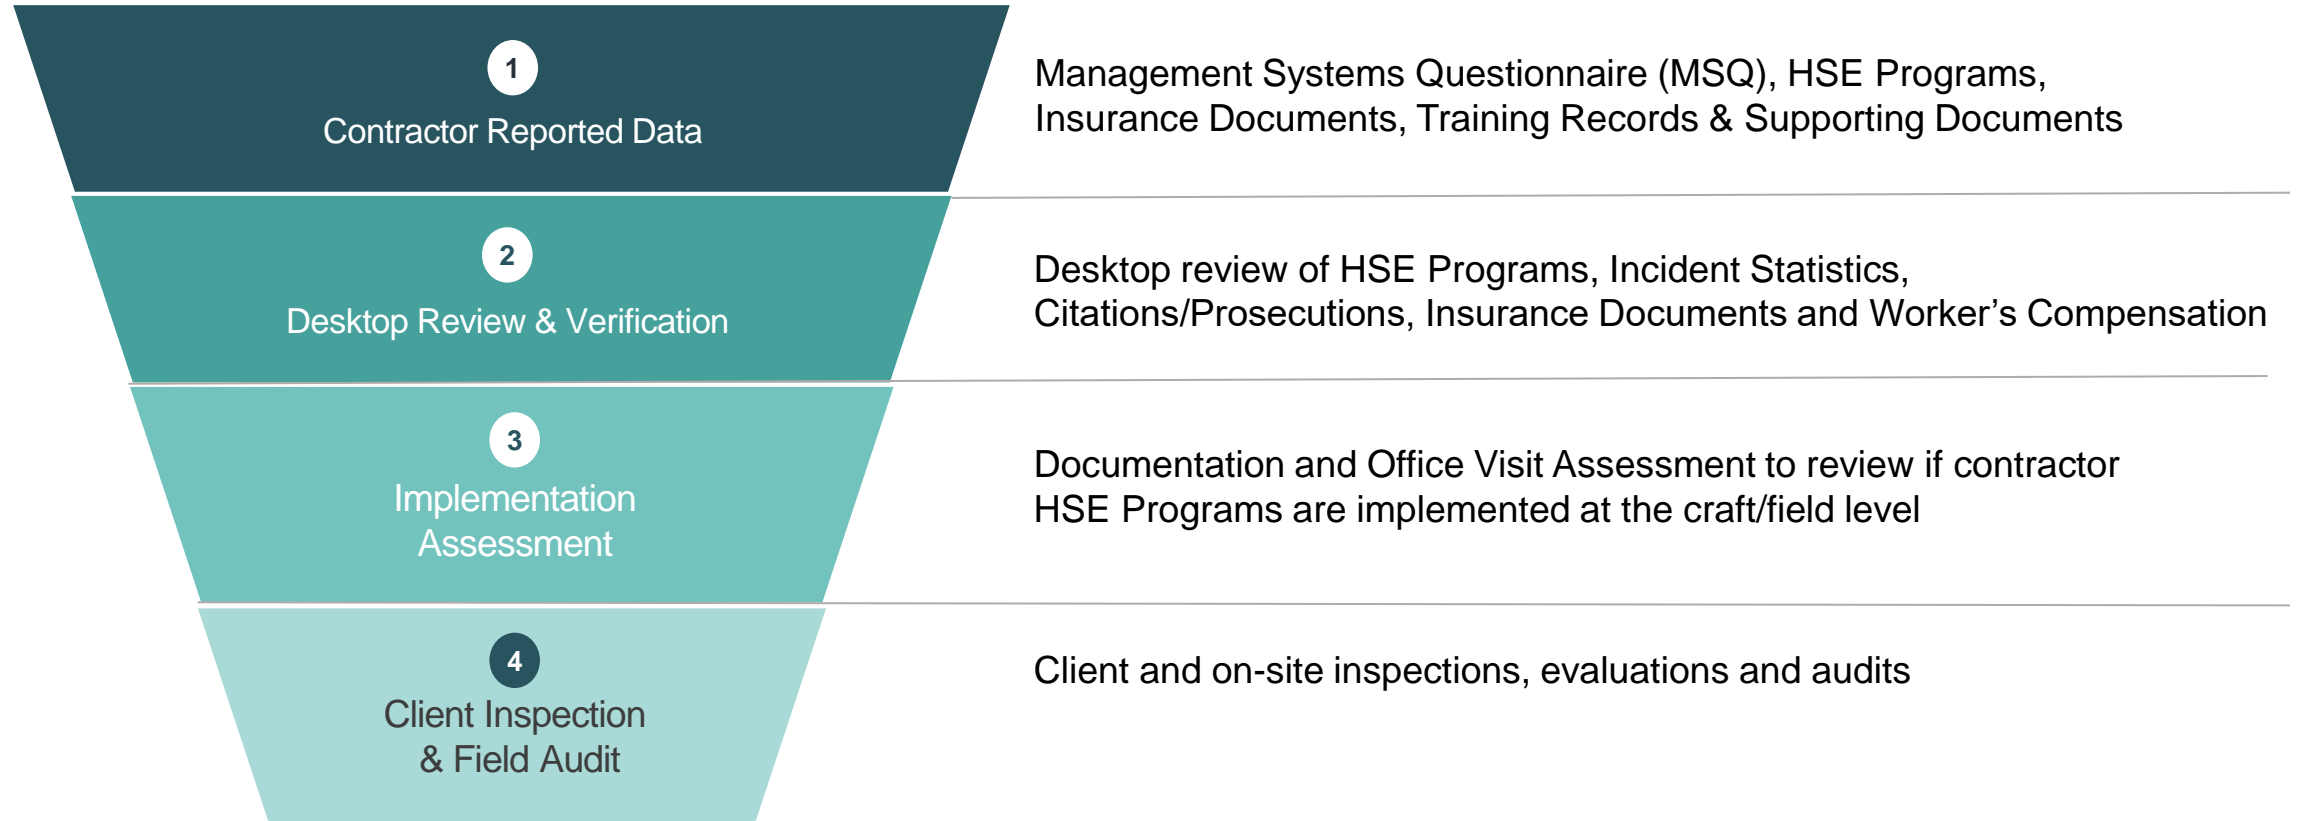 1
Contractor Reported Data
Management Systems Questionnaire (MSQ), HSE Programs,
Insurance Documents, Training Records & Supporting Documents
2
Desktop Review & Verification
Desktop review of HSE Programs, Incident Statistics,
Citations/Prosecutions, Insurance Documents and Worker’s Compensation
3
Implementation
Assessment
Documentation and Office Visit Assessment to review if contractor
HSE Programs are implemented at the craft/field level
4
Client Inspection
& Field Audit
Client and on-site inspections, evaluations and audits